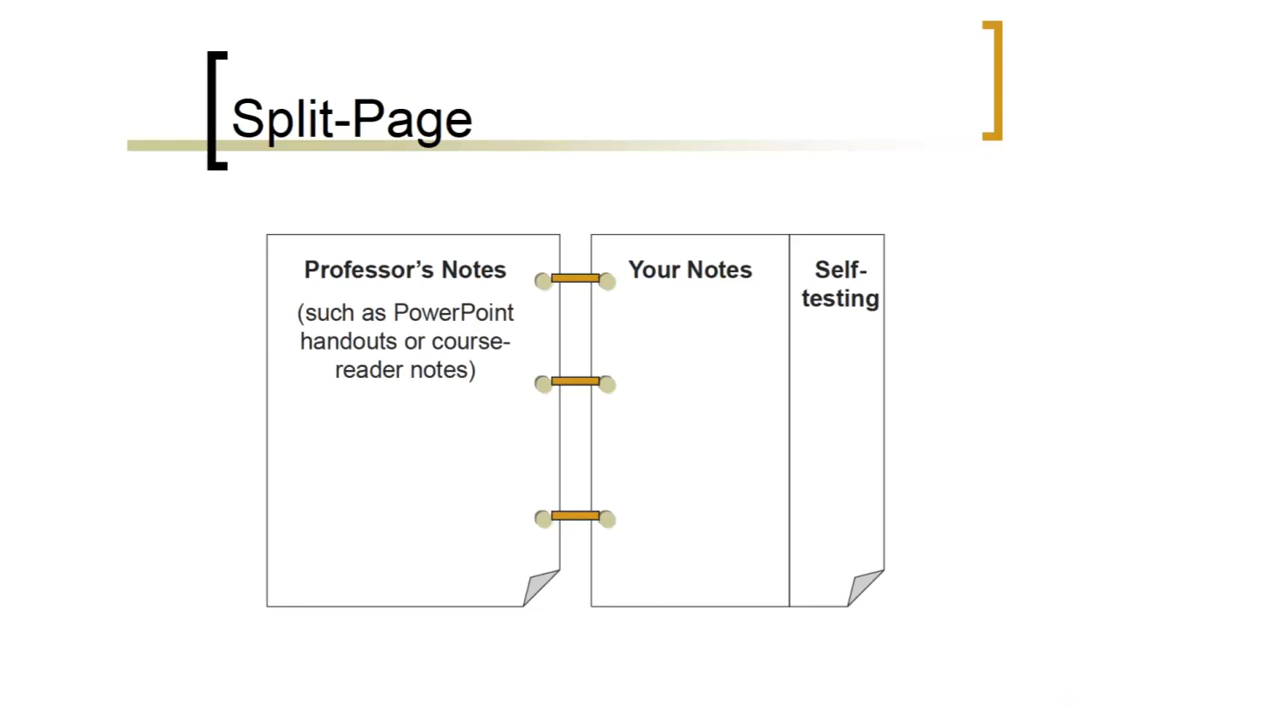 Split-Page
Professor’s Notes
(such as PowerPoint
handouts or course-
reader notes)
Your Notes
Self-
testing